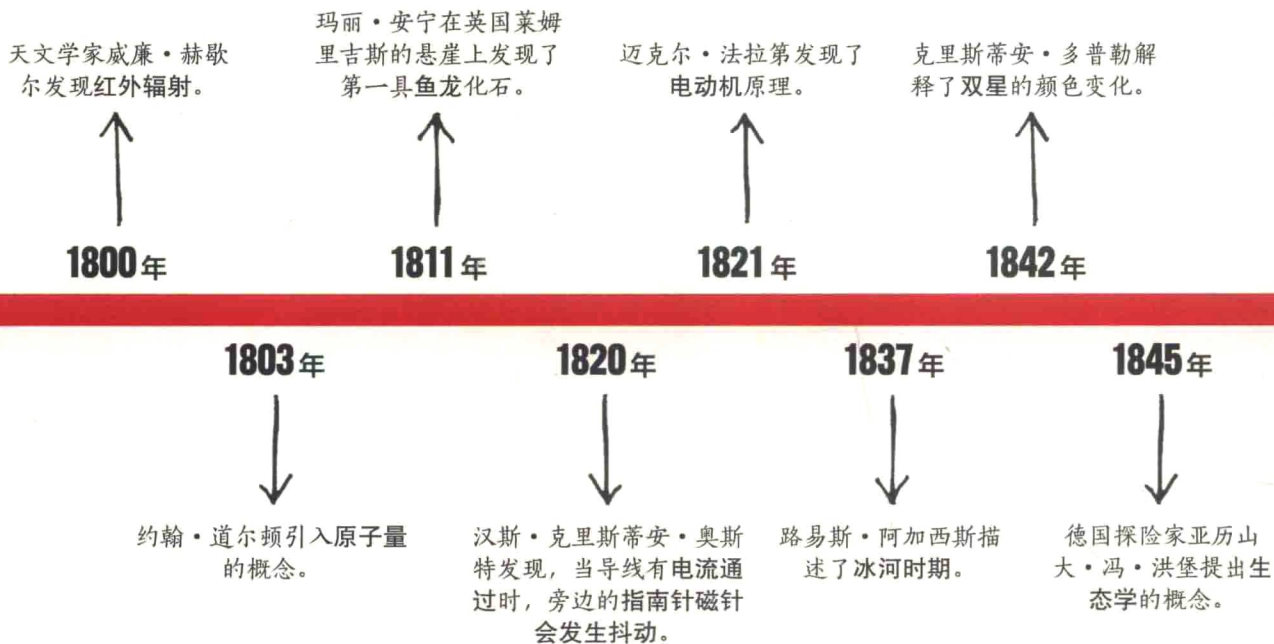 天文学家威廉·赫歇
尔发现红外辐射。
玛丽·安宁在英国莱姆
里吉斯的悬崖上发现了
第一具鱼龙化石。
迈克尔·法拉第发现了
电动机原理。
克里斯蒂安·多普勒解
释了双星的颜色变化。
1800年
1811年
1821年
1842年
1803年
1820年
1837年
1845年
约翰·道尔顿引入原子量
的概念。
汉斯·克里斯蒂安·奥斯
特发现，当导线有电流通
过时，旁边的指南针磁针
会发生抖动。
路易斯·阿加西斯描
述了冰河时期。
德国探险家亚历山
大·冯·洪堡提出生
态学的概念。